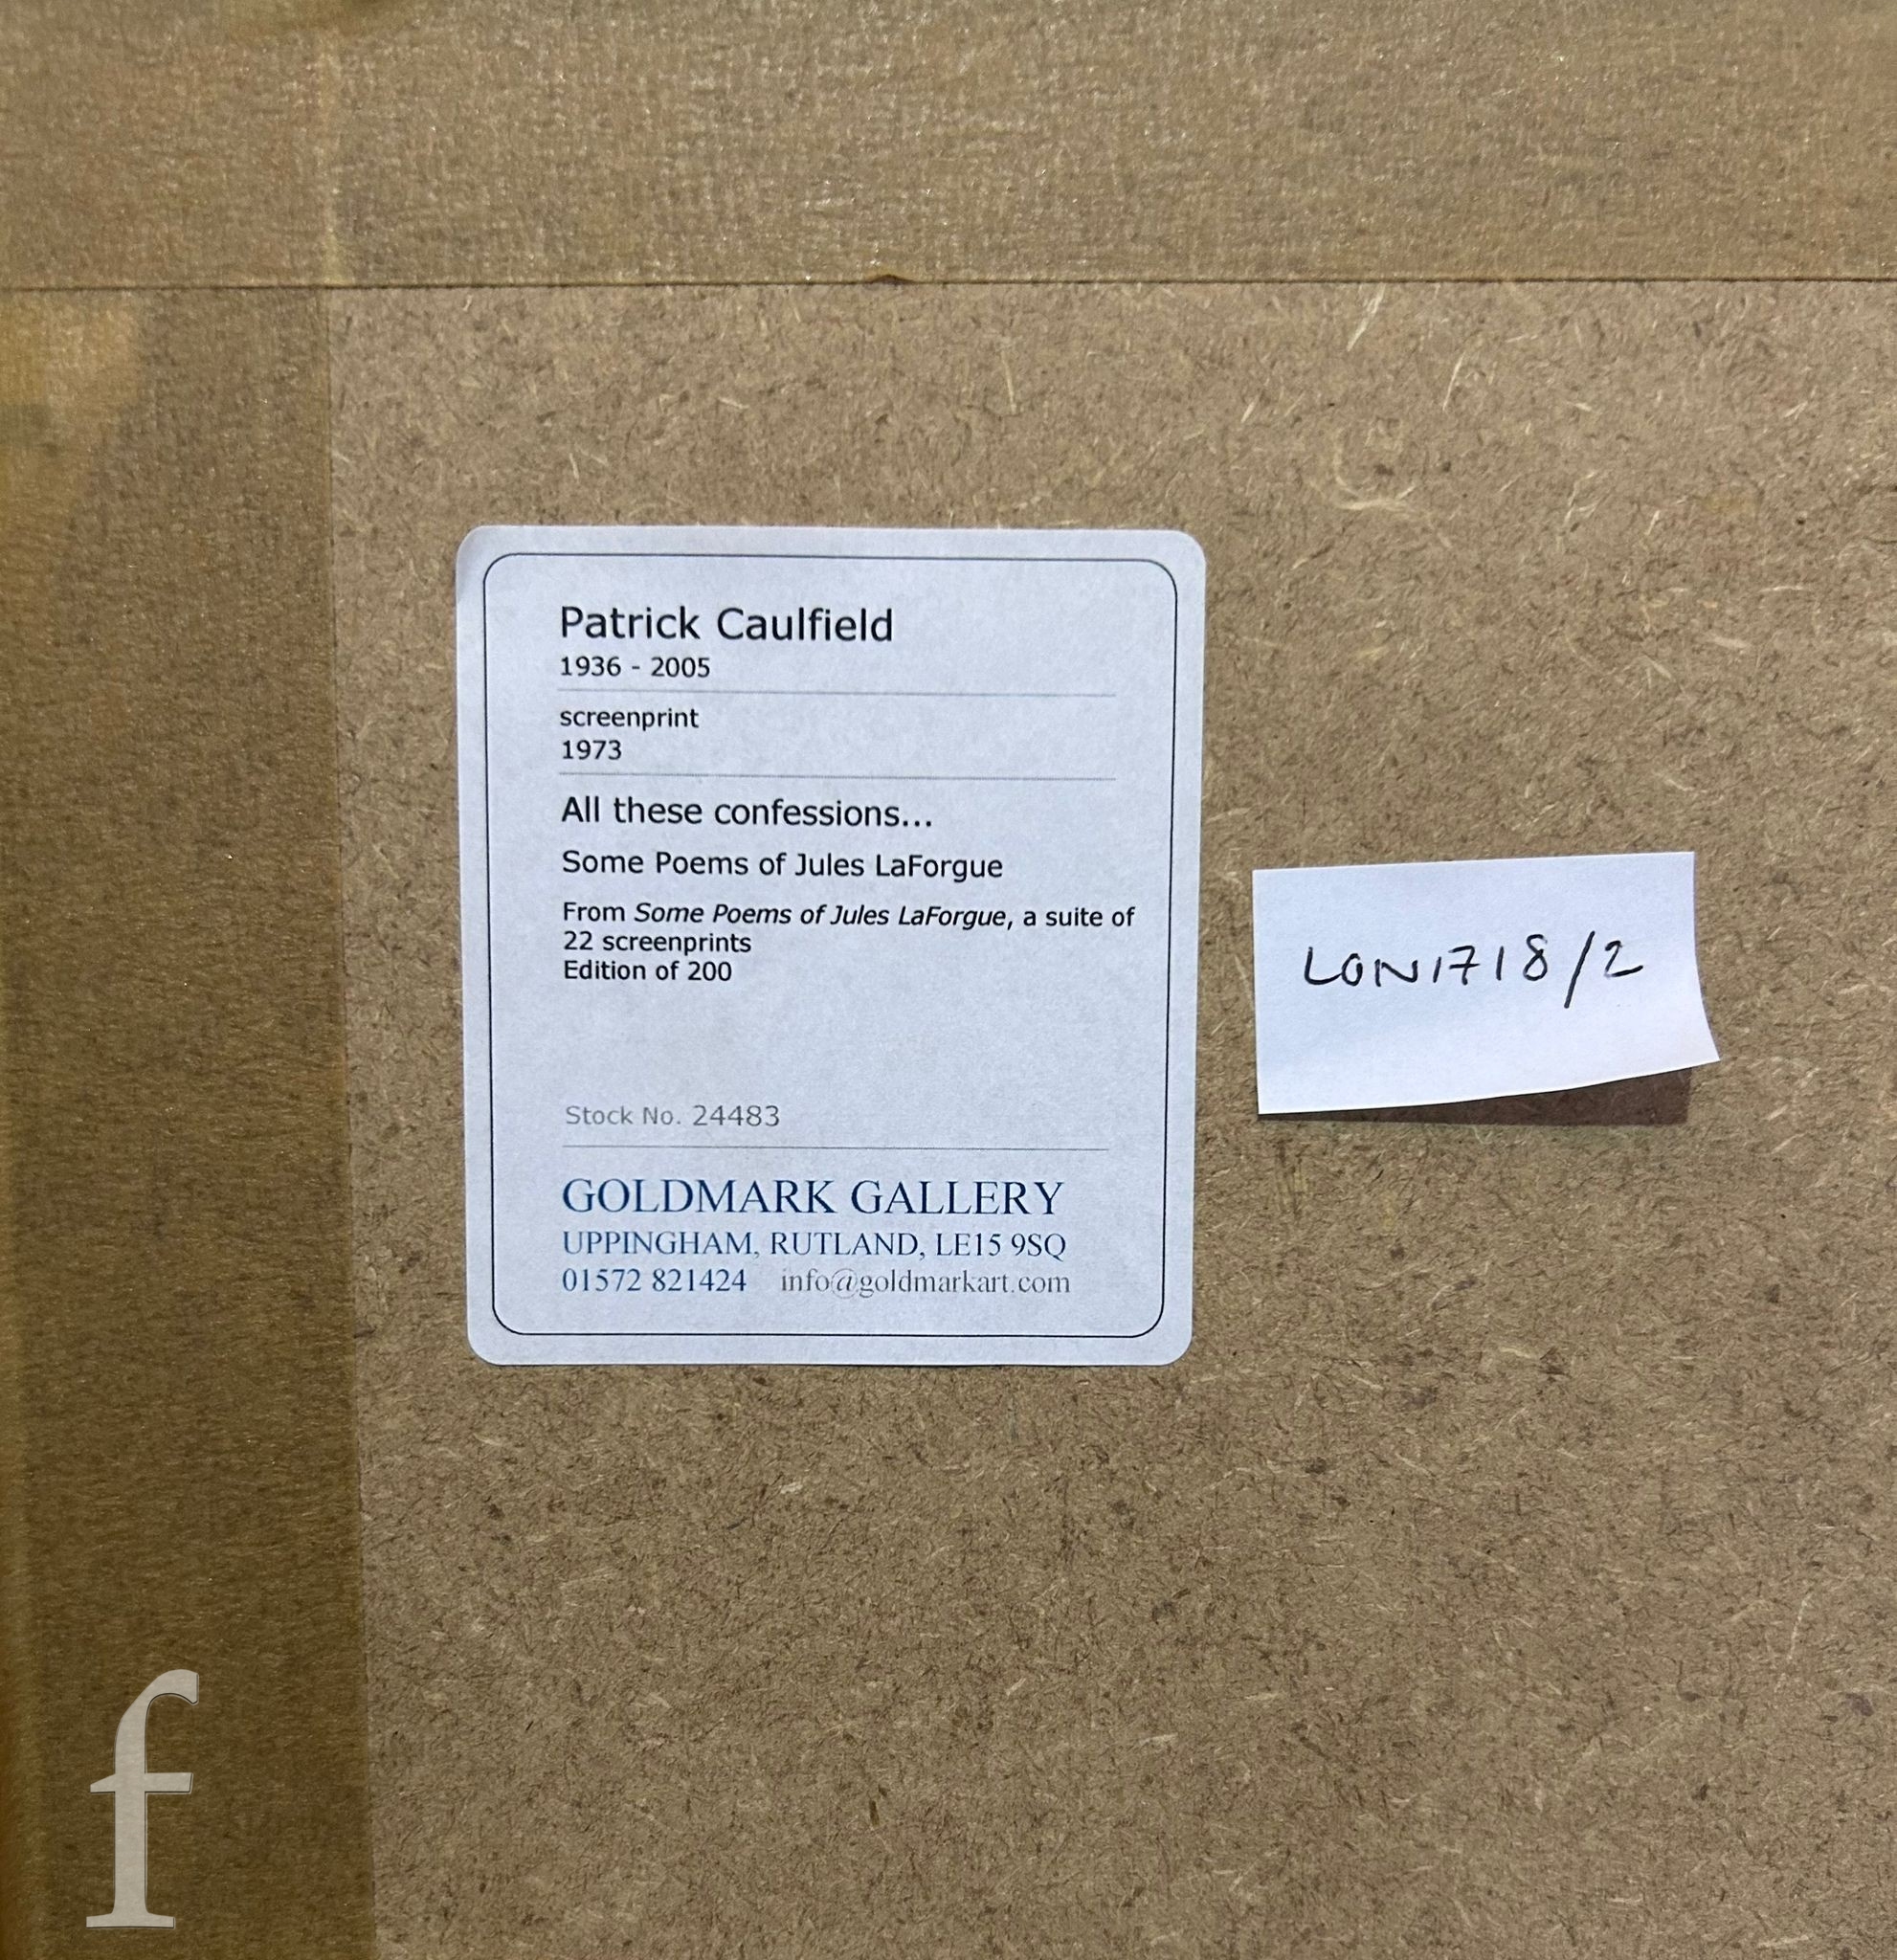 Patrick Caulfield
1936 - 2005
screenprint
1973
All these confessions...
Some Poems of Jules LaForgue
From Some Poems of Jules LaForgue, a suite of
22 screenprints
Edition of 200
Stock No. 24483
GOLDMARK GALLERY
UPPINGHAM, RUTLAND, LE15 9SQ
01572 821424 info@goldmarkart.com
LON1718/2
f